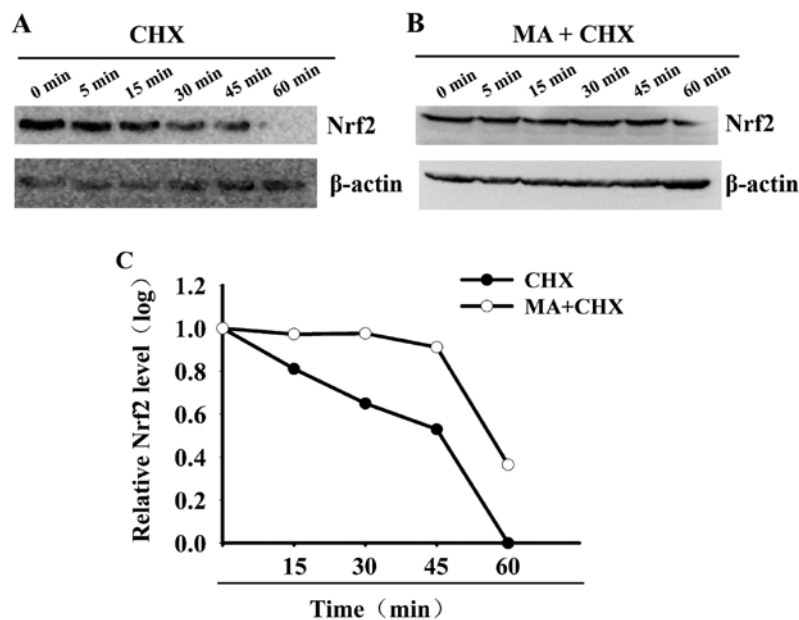 A
CHX
0 min 5 min 15 min 30 min 45 min 60 min
Nrf2
β-actin
B
MA + CHX
0 min 5 min 15 min 30 min 45 min 60 min
Nrf2
β-actin
C
CHX
MA+CHX
Relative Nrf2 level（log）
1.2
1.0
0.8
0.6
0.4
0.2
0.0
15 30 45 60
Time（min）